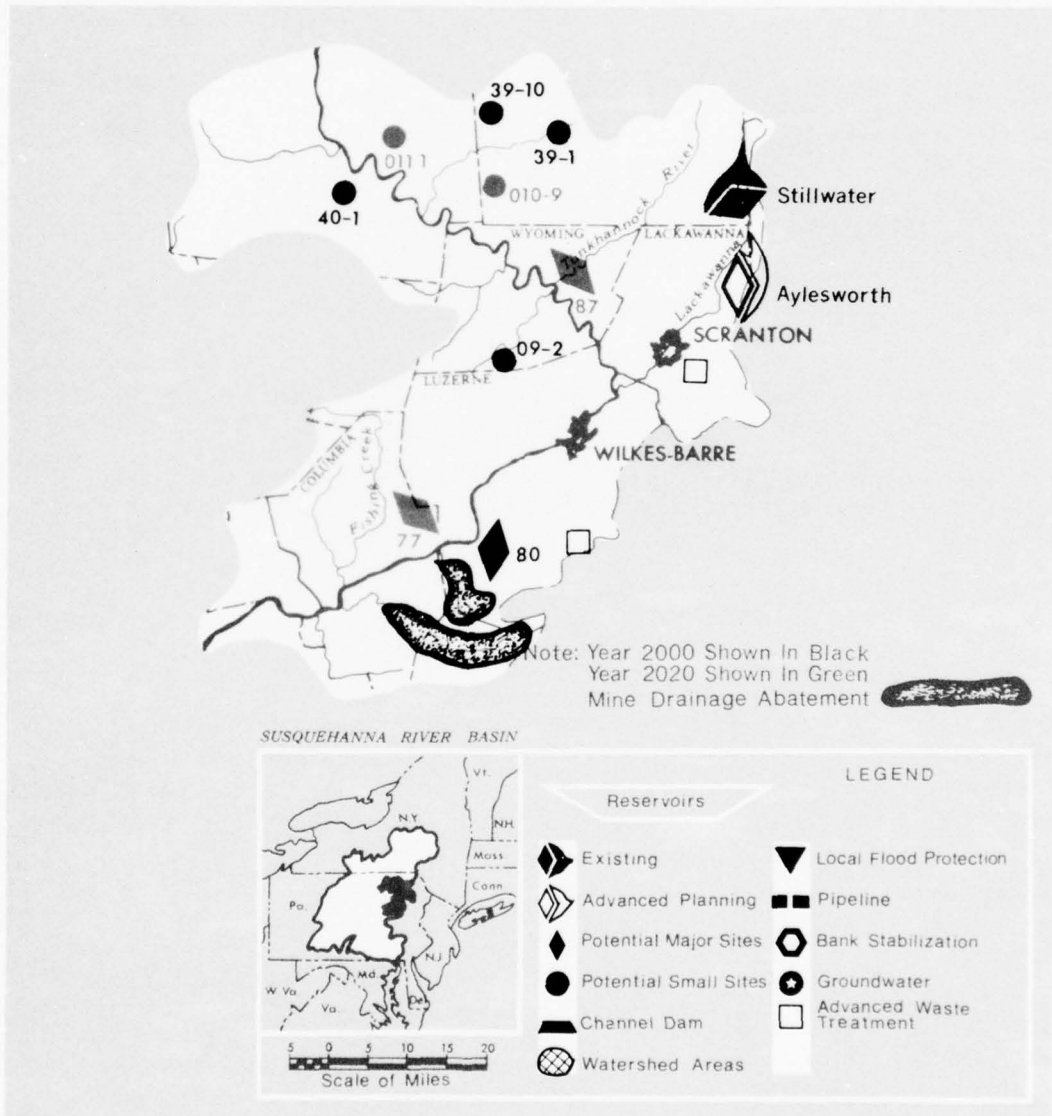 39-10
39-1
011 1
010-9
40-1
Stillwater
Tunkhannock River
WYOMING
LACKAWANNA
Lackawanna
87
Aylesworth
SCRANTON
09-2
LUZERNE
WILKES-BARRE
COLUMBIA
Fishing Creek
77
80
Note: Year 2000 Shown In Black
Year 2020 Shown In Green
Mine Drainage Abatement
SUSQUEHANNA RIVER BASIN
Vt.
N.Y.
N.H.
Mass.
Conn.
Pa.
N.J.
Md.
W. Va.
Va.
De.
5 0 5 10 15 20
Scale of Miles
LEGEND
Reservoirs
Existing
Advanced Planning
Potential Major Sites
Potential Small Sites
Channel Dam
Watershed Areas
Local Flood Protection
Pipeline
Bank Stabilization
Groundwater
Advanced Waste
Treatment